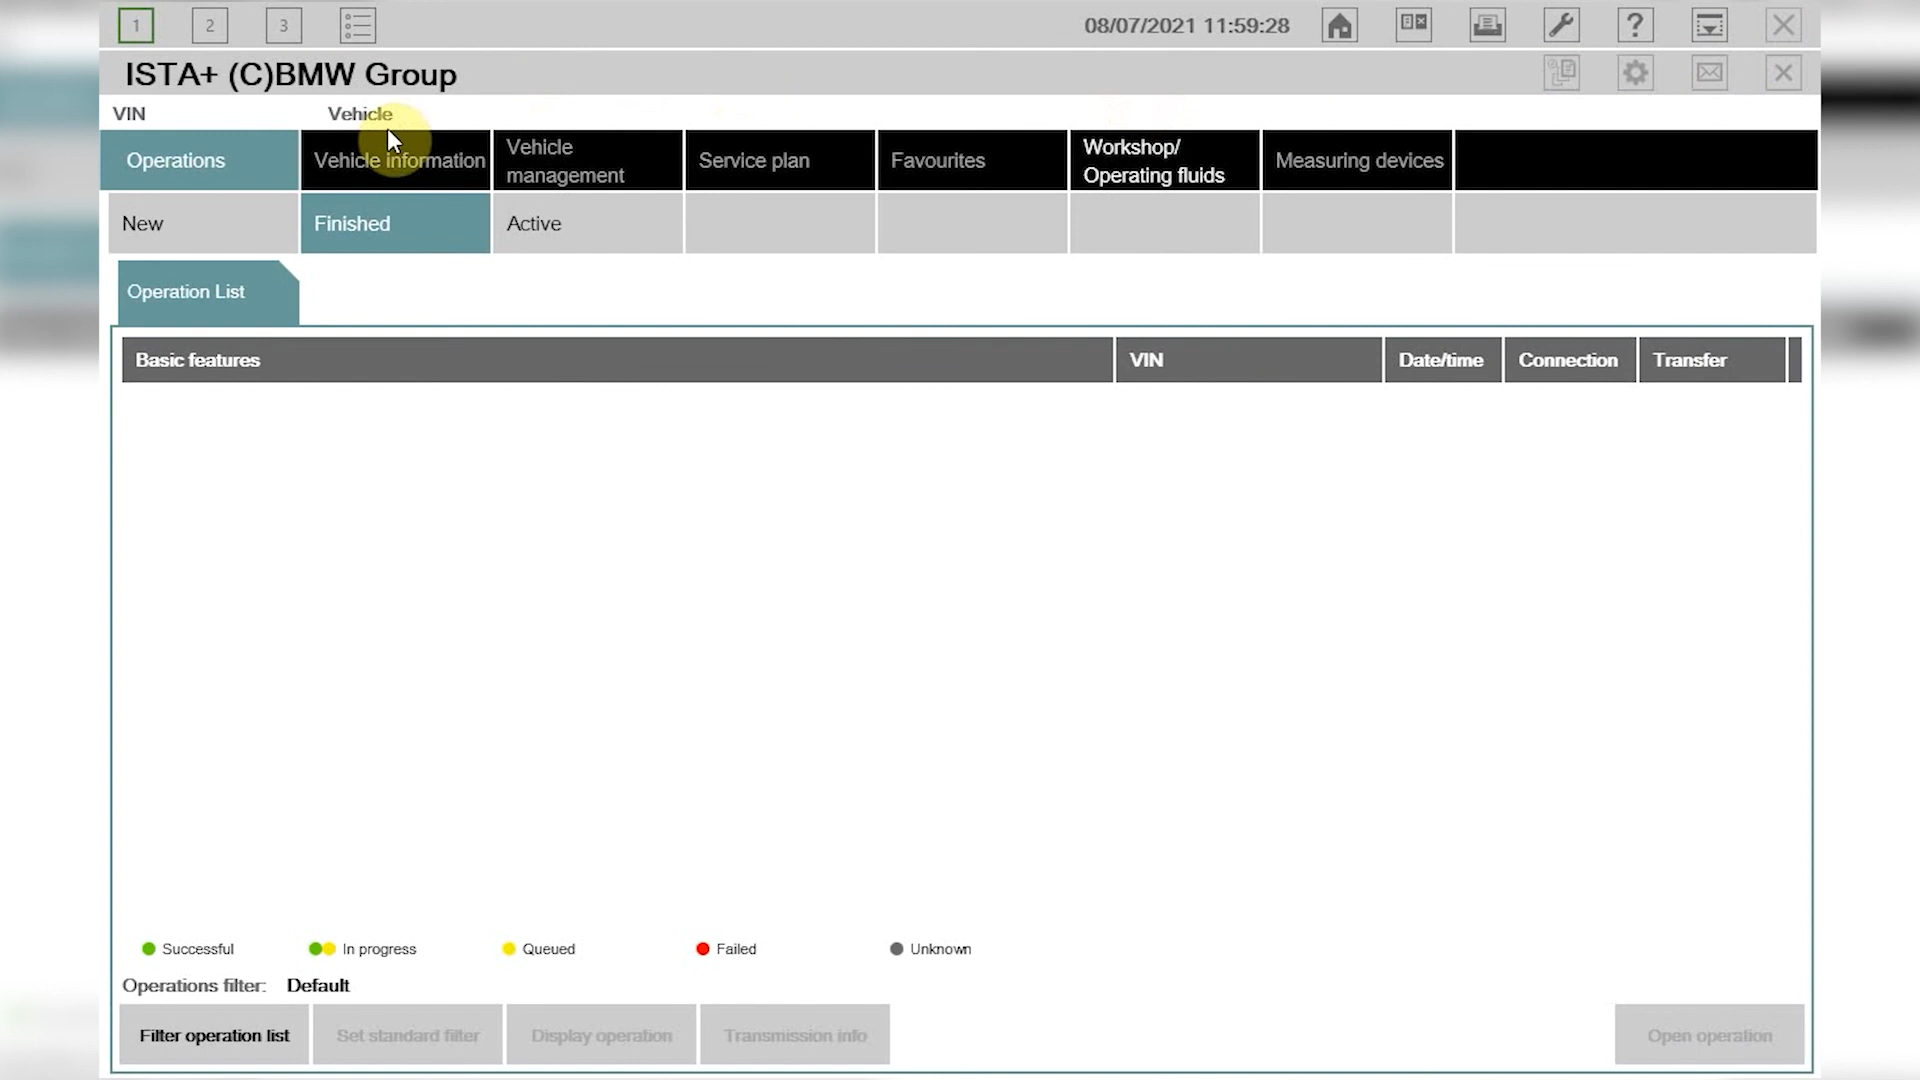 1 2 3 08/07/2021 11:59:28 ?
ISTA+ (C)BMW Group
VIN Vehicle
Operations Vehicle information Vehicle management Service plan Favourites Workshop/ Operating fluids Measuring devices
New Finished Active
Operation List
Basic features VIN Date/time Connection Transfer
Successful In progress Queued Failed Unknown
Operations filter: Default
Filter operation list Set standard filter Display operation Transmission info Open operation